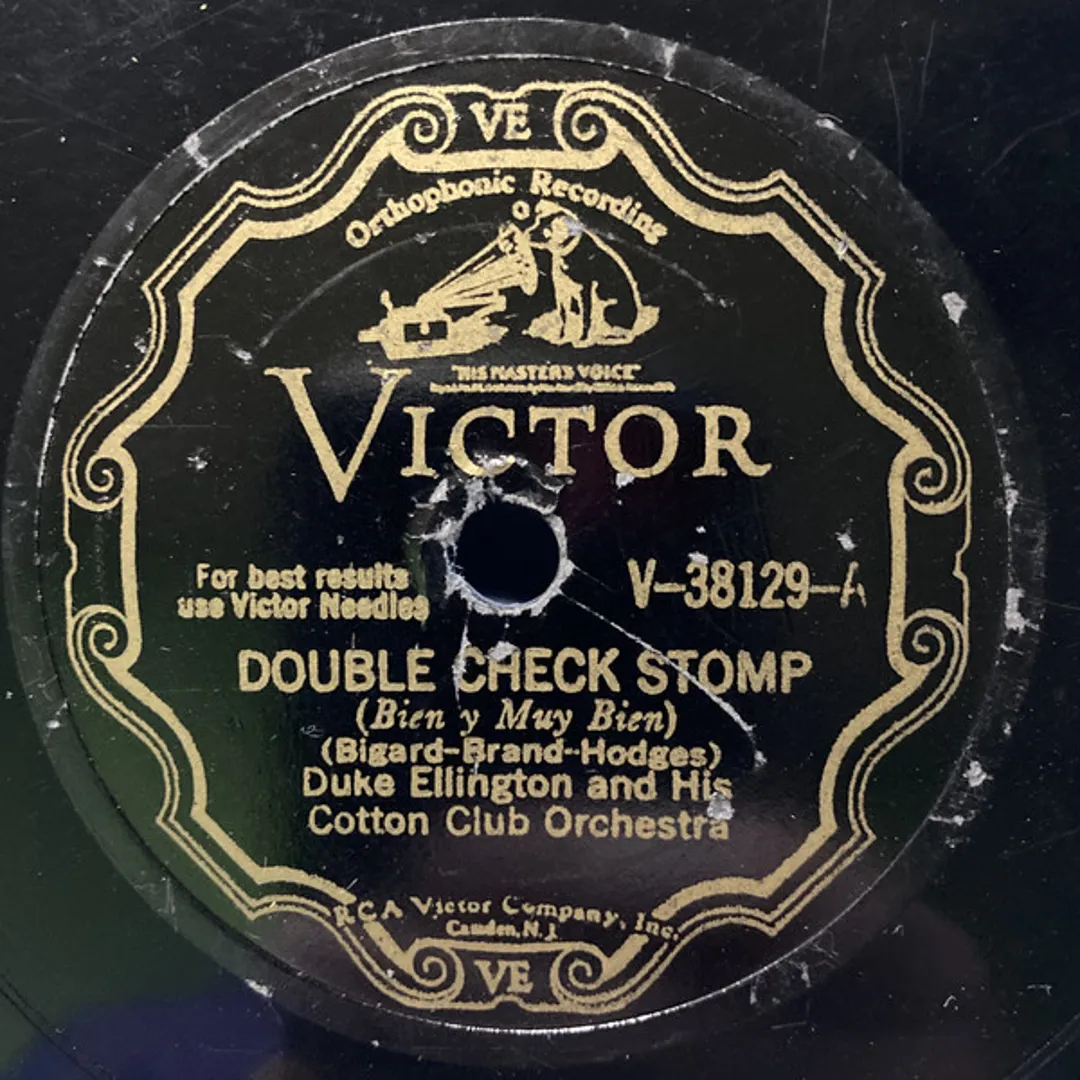 VE
Orthophonic Recording
"HIS MASTER'S VOICE"
VICTOR
For best results
use Victor Needles
V-38129-A
DOUBLE CHECK STOMP
(Bien y Muy Bien)
(Bigard-Brand-Hodges)
Duke Ellington and His
Cotton Club Orchestra
RCA Victor Company, Inc.
Camden, N. J.
VE